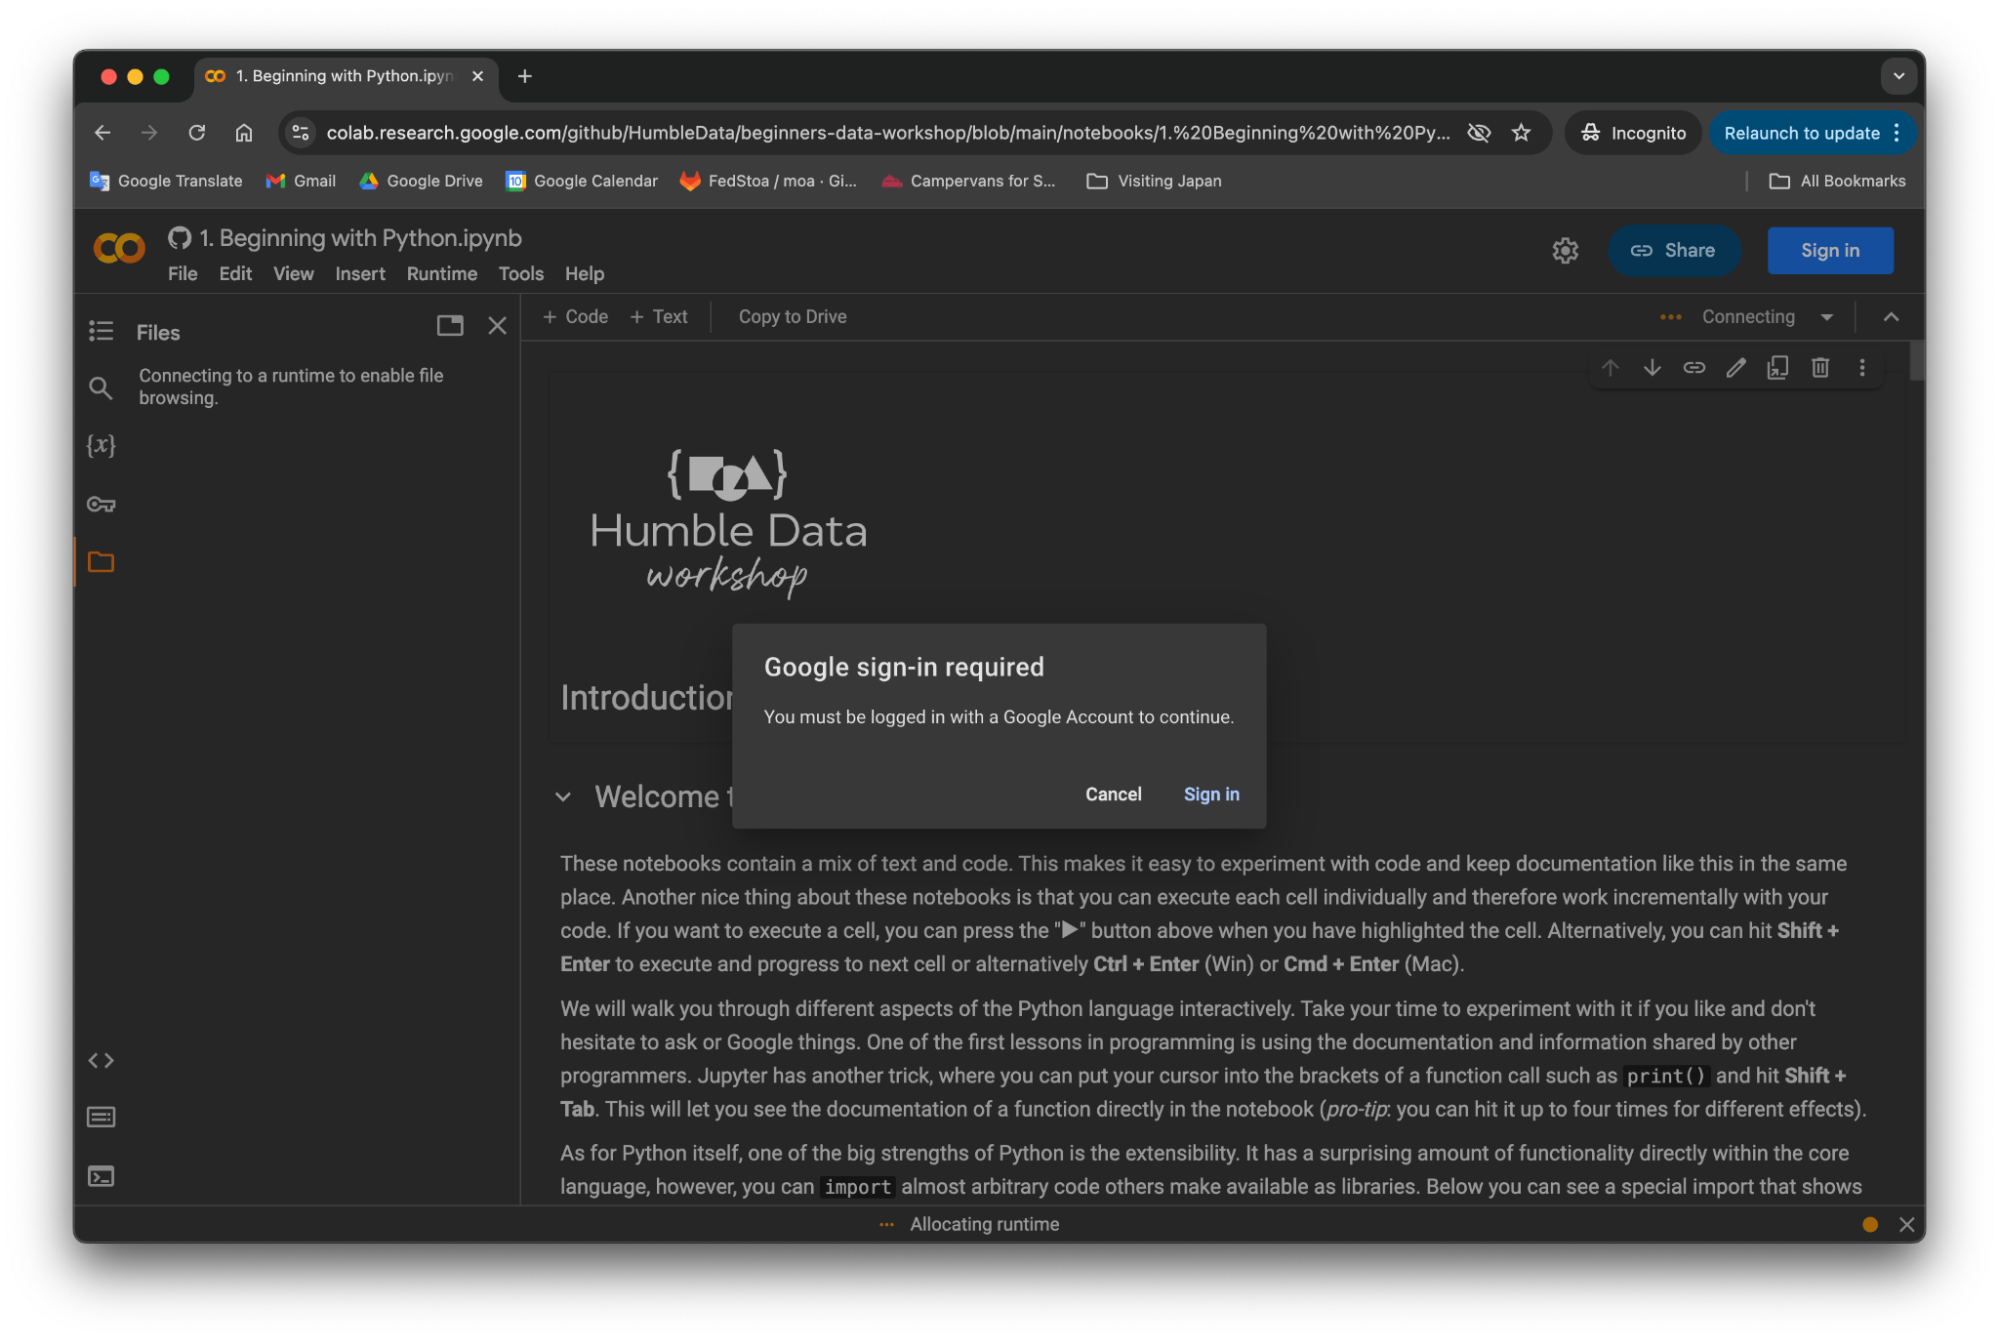 1. Beginning with Python.ipyn
colab.research.google.com/github/HumbleData/beginners-data-workshop/blob/main/notebooks/1.%20Beginning%20with%20Py...
Incognito
Relaunch to update
Google Translate
Gmail
Google Drive
10
Google Calendar
FedStoa / moa · Gi...
Campervans for S...
Visiting Japan
All Bookmarks
1. Beginning with Python.ipynb
File Edit View Insert Runtime Tools Help
Share
Sign in
Files
+ Code + Text
Copy to Drive
Connecting
Connecting to a runtime to enable file
browsing.
{x}
Humble Data
workshop
Introduction
Google sign-in required
You must be logged in with a Google Account to continue.
Cancel
Sign in
Welcome t
These notebooks contain a mix of text and code. This makes it easy to experiment with code and keep documentation like this in the same
place. Another nice thing about these notebooks is that you can execute each cell individually and therefore work incrementally with your
code. If you want to execute a cell, you can press the "▶" button above when you have highlighted the cell. Alternatively, you can hit Shift +
Enter to execute and progress to next cell or alternatively Ctrl + Enter (Win) or Cmd + Enter (Mac).
We will walk you through different aspects of the Python language interactively. Take your time to experiment with it if you like and don't
hesitate to ask or Google things. One of the first lessons in programming is using the documentation and information shared by other
programmers. Jupyter has another trick, where you can put your cursor into the brackets of a function call such as print() and hit Shift +
Tab. This will let you see the documentation of a function directly in the notebook (pro-tip: you can hit it up to four times for different effects).
As for Python itself, one of the big strengths of Python is the extensibility. It has a surprising amount of functionality directly within the core
language, however, you can import almost arbitrary code others make available as libraries. Below you can see a special import that shows
Allocating runtime